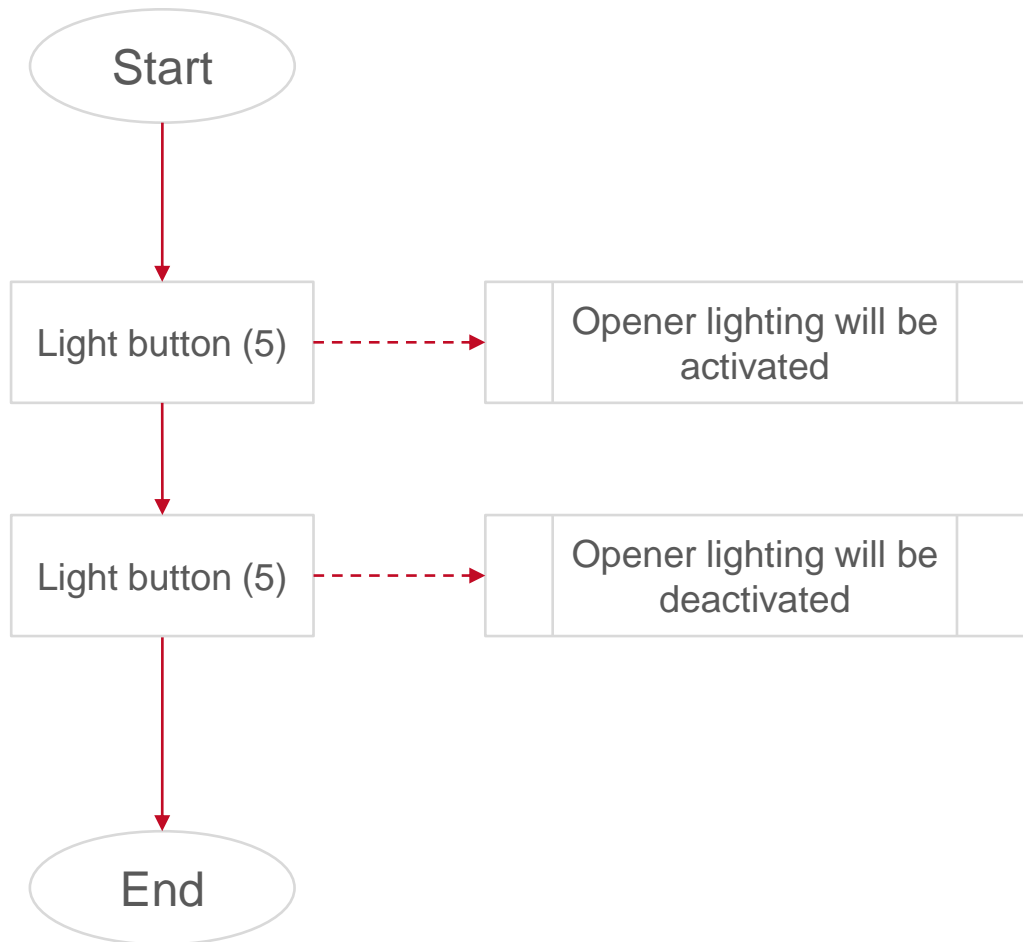 Start
Light button (5)
Opener lighting will be
activated
Light button (5)
Opener lighting will be
deactivated
End